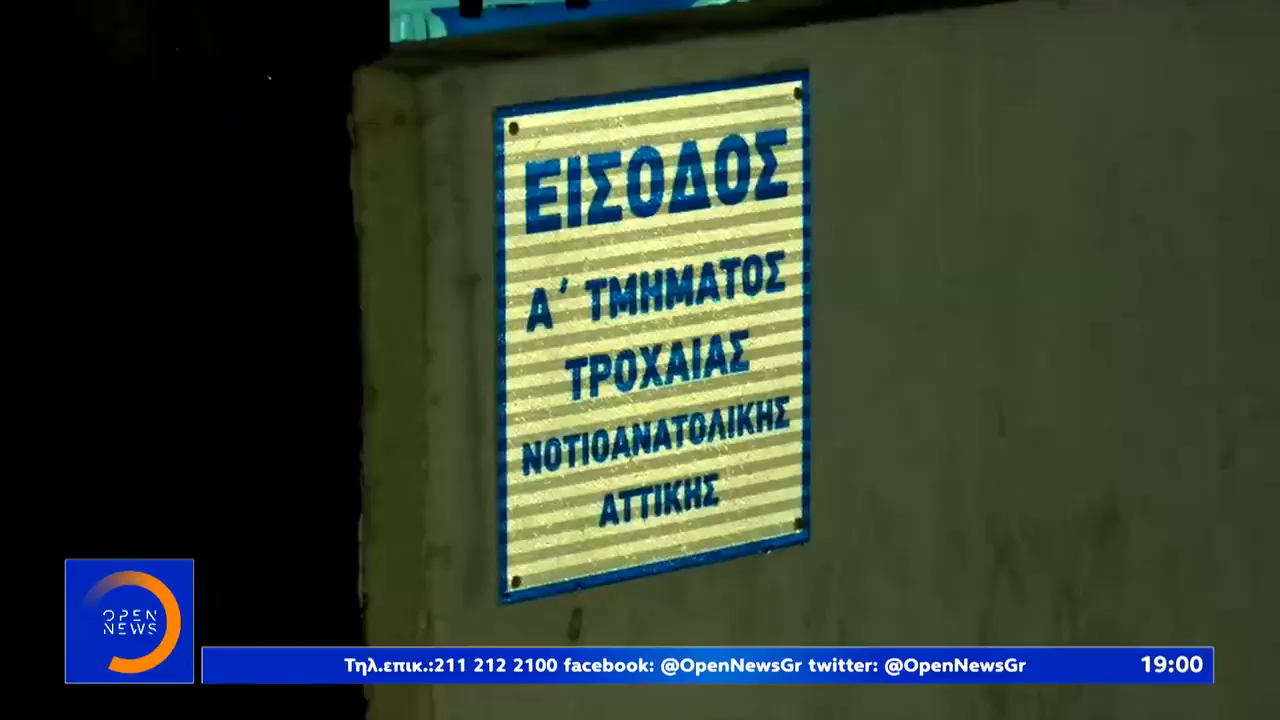 ΕΙΣΟΔΟΣ
Α΄ ΤΜΗΜΑΤΟΣ
ΤΡΟΧΑΙΑΣ
ΝΟΤΙΟΑΝΑΤΟΛΙΚΗΣ
ΑΤΤΙΚΗΣ
OPEN
NEWS
Τηλ.επικ.:211 212 2100 facebook: @OpenNewsGr twitter: @OpenNewsGr
19:00